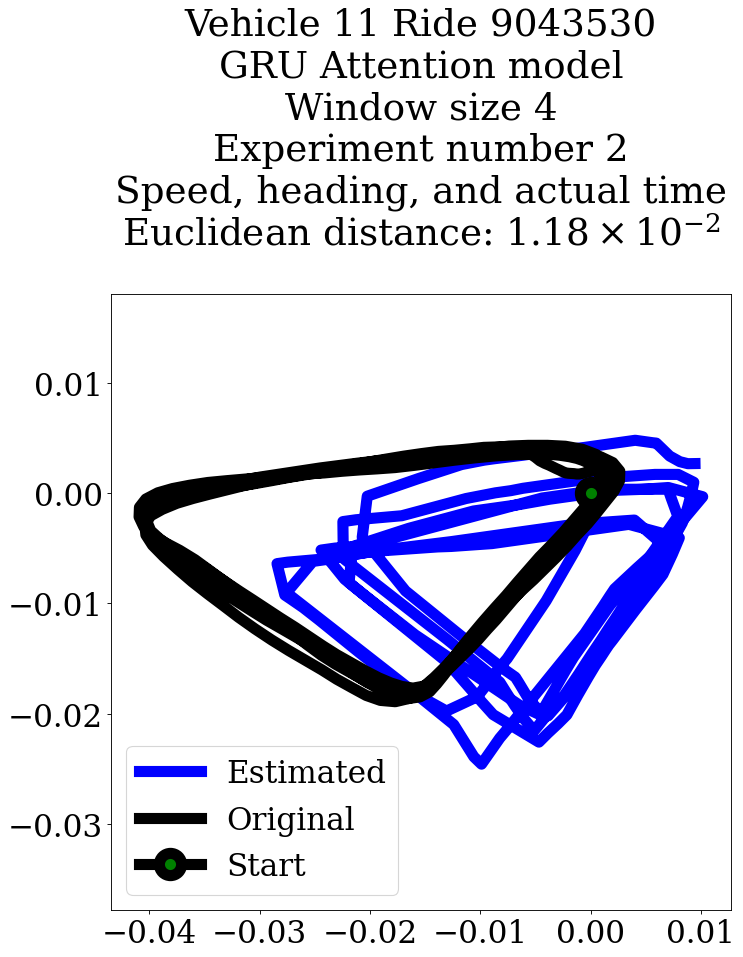 Vehicle 11 Ride 9043530
GRU Attention model
Window size 4
Experiment number 2
Speed, heading, and actual time
Euclidean distance: 1.18 × 10⁻²
0.01
0.00
−0.01
−0.02
−0.03
Estimated
Original
Start
−0.04 −0.03 −0.02 −0.01 0.00 0.01